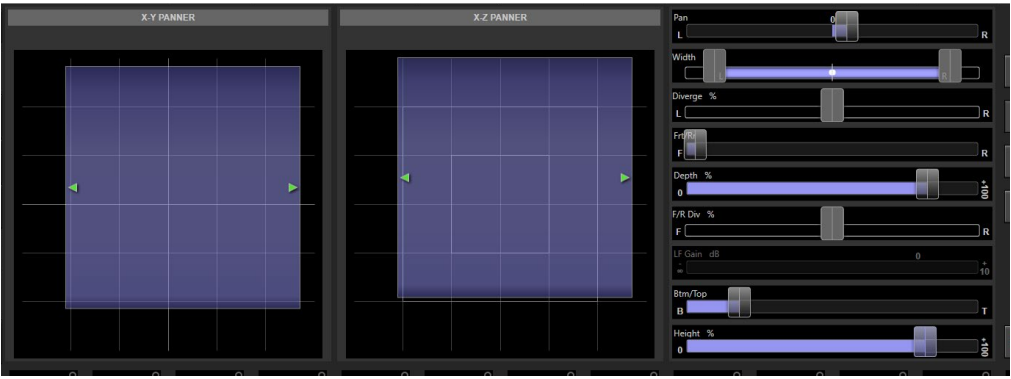 X-Y PANNER
X-Z PANNER
Pan
0
L R
Width
L R
Diverge %
L R
Frt/Rr
F R
Depth %
0 +100
F/R Div %
F R
LF Gain dB
0
- ∞ + 10
Btm/Top
B T
Height %
0 +100